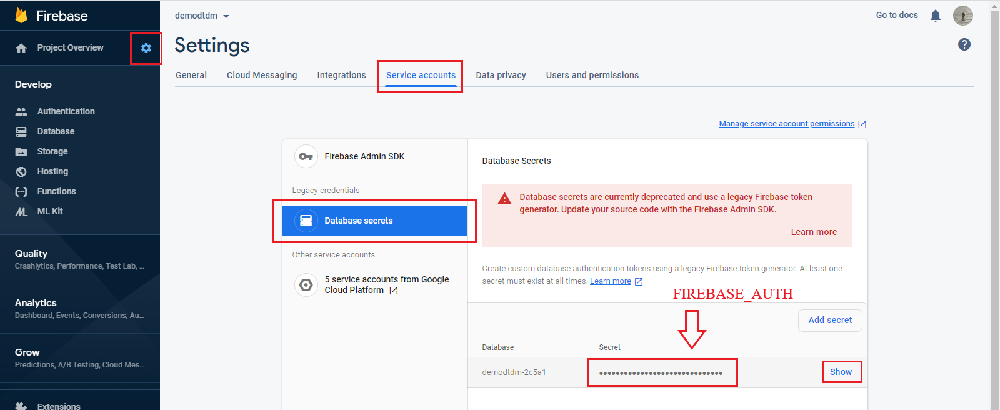 Firebase
Project Overview
Develop
Authentication
Database
Storage
Hosting
Functions
ML Kit
Quality
Crashlytics, Performance, Test Lab, ...
Analytics
Dashboard, Events, Conversions, Au...
Grow
Predictions, A/B Testing, Cloud Mes...
Extensions
demodtdm
Go to docs
Settings
?
General
Cloud Messaging
Integrations
Service accounts
Data privacy
Users and permissions
Manage service account permissions
Firebase Admin SDK
Legacy credentials
Database secrets
Other service accounts
5 service accounts from Google
Cloud Platform
Database Secrets
Database secrets are currently deprecated and use a legacy Firebase token
generator. Update your source code with the Firebase Admin SDK.
Learn more
Create custom database authentication tokens using a legacy Firebase token generator. At least one
secret must exist at all times. Learn more
FIREBASE_AUTH
Add secret
Database
Secret
demodtdm-2c5a1
••••••••••••••••••••••••••••••
Show